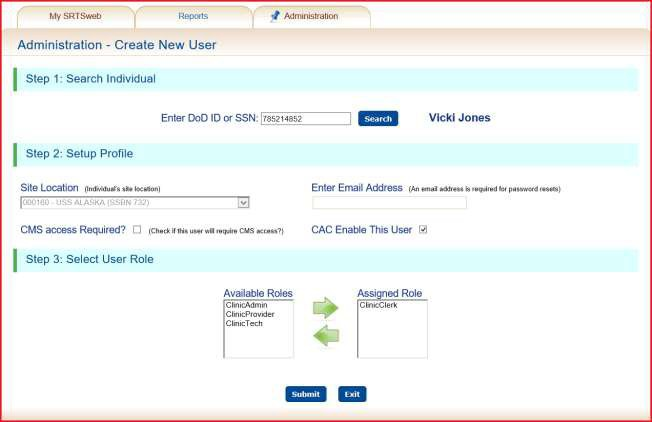 My SRTSweb Reports Administration
Administration - Create New User
Step 1: Search Individual
Enter DoD ID or SSN: 785214852 Search Vicki Jones
Step 2: Setup Profile
Site Location (Individual's site location) Enter Email Address (An email address is required for password resets)
000160 - USS ALASKA (SSBN 732)
CMS access Required? (Check if this user will require CMS access?) CAC Enable This User
Step 3: Select User Role
Available Roles Assigned Role
ClinicAdmin ClinicClerk
ClinicProvider
ClinicTech
Submit Exit